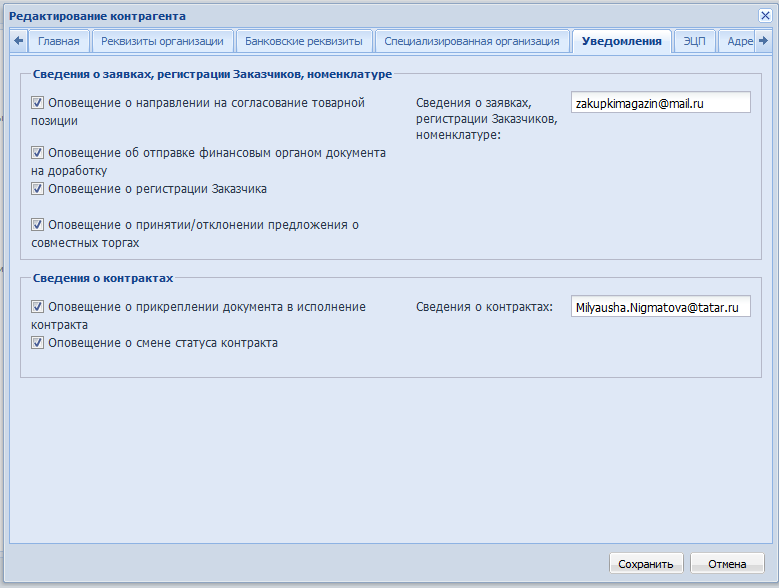 Редактирование контрагента
Главная Реквизиты организации Банковские реквизиты Специализированная организация Уведомления ЭЦП Адре
Сведения о заявках, регистрации Заказчиков, номенклатуре
Оповещение о направлении на согласование товарной
позиции
Сведения о заявках,
регистрации Заказчиков,
номенклатуре:
zakupkimagazin@mail.ru
Оповещение об отправке финансовым органом документа
на доработку
Оповещение о регистрации Заказчика
Оповещение о принятии/отклонении предложения о
совместных торгах
Сведения о контрактах
Оповещение о прикреплении документа в исполнение
контракта
Сведения о контрактах:
Milyausha.Nigmatova@tatar.ru
Оповещение о смене статуса контракта
Сохранить Отмена